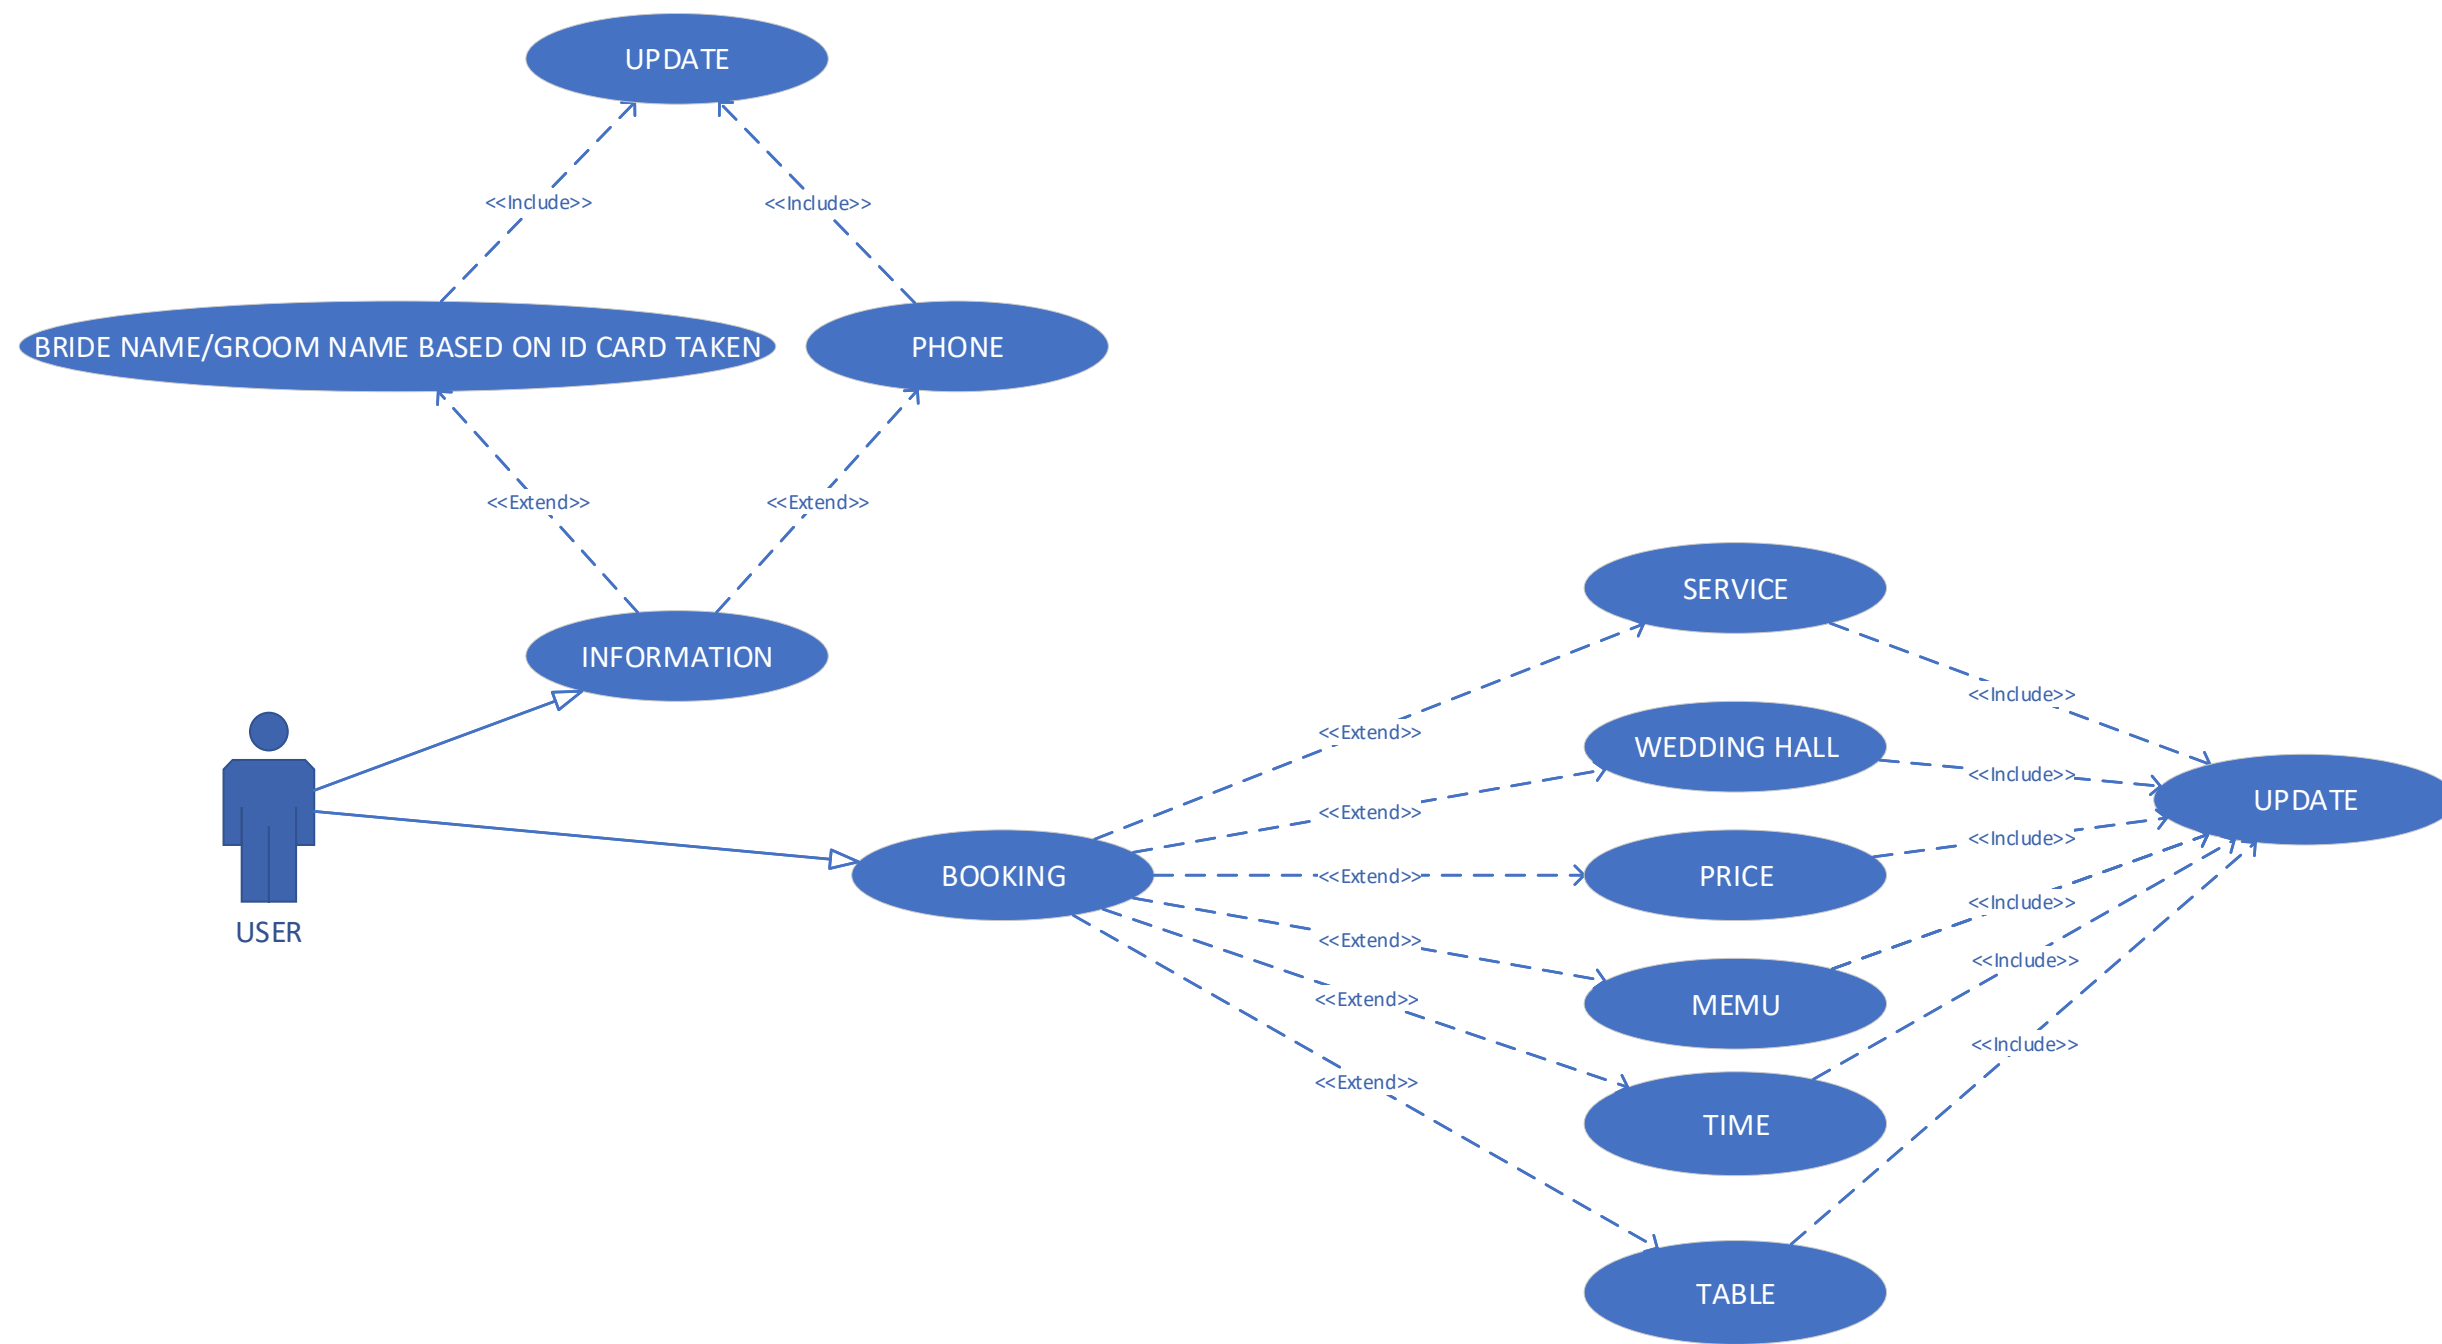 UPDATE
<<Include>>
<<Include>>
BRIDE NAME/GROOM NAME BASED ON ID CARD TAKEN
PHONE
<<Extend>>
<<Extend>>
INFORMATION
USER
BOOKING
<<Extend>>
<<Extend>>
<<Extend>>
<<Extend>>
<<Extend>>
<<Extend>>
SERVICE
WEDDING HALL
PRICE
MEMU
TIME
TABLE
<<Include>>
<<Include>>
<<Include>>
<<Include>>
<<Include>>
<<Include>>
UPDATE